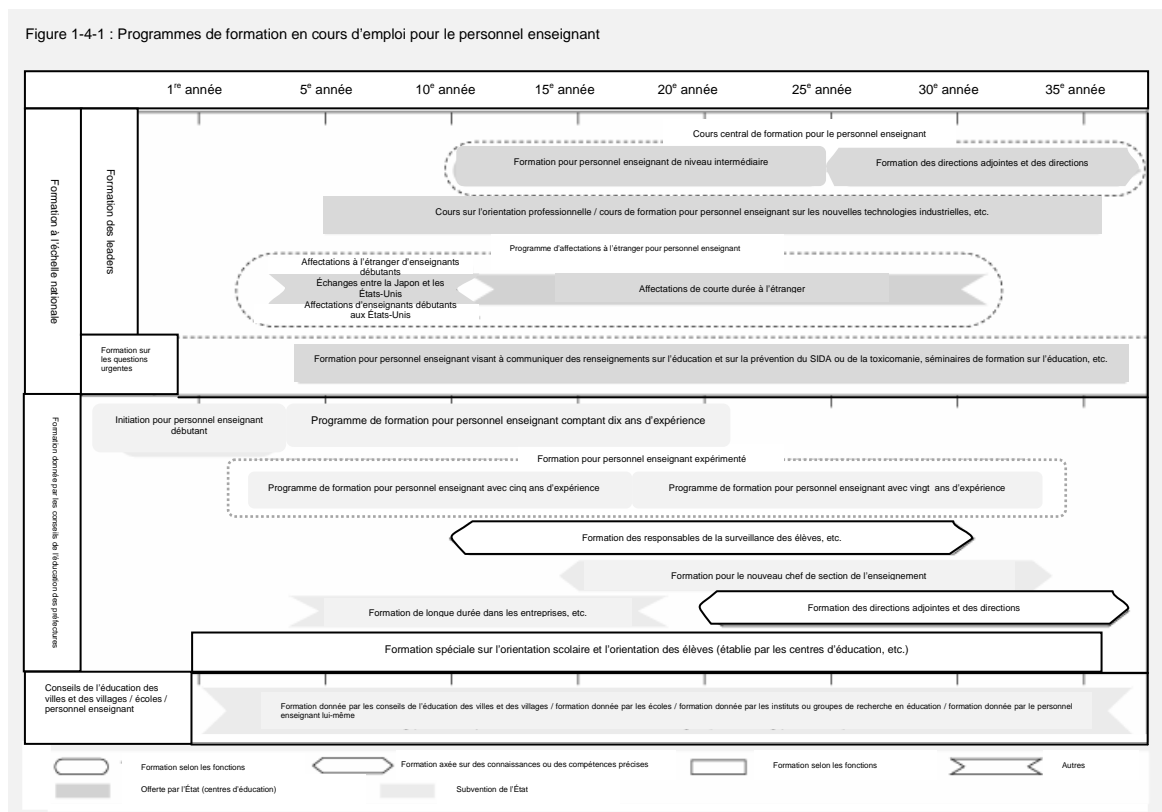 Figure 1-4-1 : Programmes de formation en cours d'emploi pour le personnel enseignant
1re année 5e année 10e année 15e année 20e année 25e année 30e année 35e année
Formation à l'échelle nationale
Formation des leaders
Cours central de formation pour le personnel enseignant
Formation pour personnel enseignant de niveau intermédiaire
Formation des directions adjointes et des directions
Cours sur l'orientation professionnelle / cours de formation pour personnel enseignant sur les nouvelles technologies industrielles, etc.
Programme d'affectations à l'étranger pour personnel enseignant
Affectations à l'étranger d'enseignants
débutants
Échanges entre la Japon et les
États-Unis
Affectations d'enseignants débutants
aux États-Unis
Affectations de courte durée à l'étranger
Formation sur
les questions
urgentes
Formation pour personnel enseignant visant à communiquer des renseignements sur l'éducation et sur la prévention du SIDA ou de la toxicomanie, séminaires de formation sur l'éducation, etc.
Formation donnée par les conseils de l'éducation des préfectures
Initiation pour personnel enseignant
débutant
Programme de formation pour personnel enseignant comptant dix ans d'expérience
Formation pour personnel enseignant expérimenté
Programme de formation pour personnel enseignant avec cinq ans d'expérience
Programme de formation pour personnel enseignant avec vingt ans d'expérience
Formation des responsables de la surveillance des élèves, etc.
Formation pour le nouveau chef de section de l'enseignement
Formation de longue durée dans les entreprises, etc.
Formation des directions adjointes et des directions
Formation spéciale sur l'orientation scolaire et l'orientation des élèves (établie par les centres d'éducation, etc.)
Conseils de l'éducation des
villes et des villages / écoles /
personnel enseignant
Formation donnée par les conseils de l'éducation des villes et des villages / formation donnée par les écoles / formation donnée par les instituts ou groupes de recherche en éducation / formation donnée par le personnel
enseignant lui-même
Formation selon les fonctions
Formation axée sur des connaissances ou des compétences précises
Formation selon les fonctions
Autres
Offerte par l'État (centres d'éducation)
Subvention de l'État